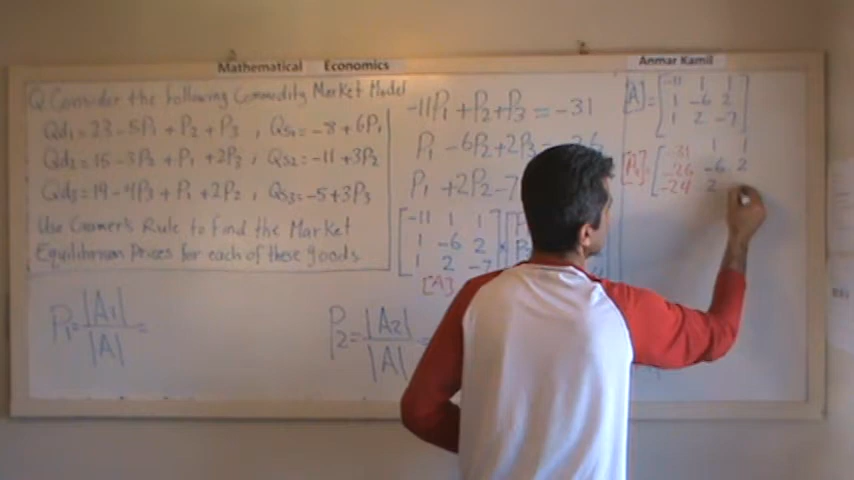 Mathematical Economics
Anmar Kamil
Q Consider the following Commodity Market Model
Qd1 = 23 - 5P1 + P2 + P3 , Qs1 = -8 + 6P1
Qd2 = 15 - 3P2 + P1 + 2P3 , Qs2 = -11 + 3P2
Qd3 = 19 - 4P3 + P1 + 2P2 , Qs3 = -5 + 3P3
Use Cramer's Rule to find the Market
Equilibrium Prices for each of these goods.
-11P1 + P2 + P3 = -31
P1 - 6P2 + 2P3 = -26
P1 + 2P2 - 7
-11 1 1
1 -6 2
1 2 -7
[A]
[A] = -11 1 1
1 -6 2
1 2 -7
[A1] = -31 1 1
-26 -6 2
-24 2
P1 = |A1| / |A| =
P2 = |A2| / |A| =